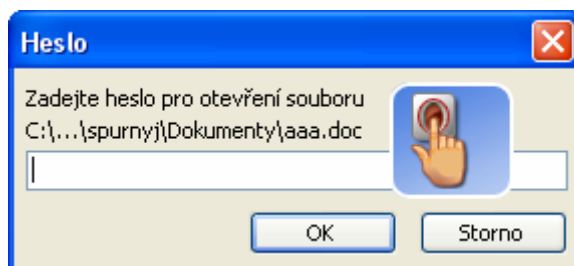 Heslo
Zadejte heslo pro otevření souboru
C:\...\spurnyj\Dokumenty\aaa.doc
OK
Storno